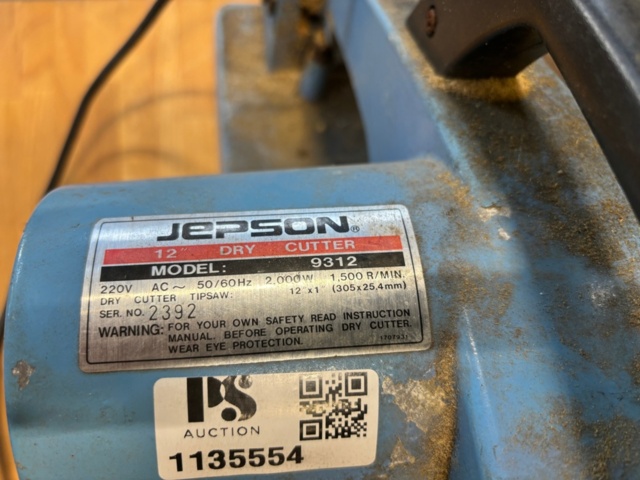 JEPSON®
12" DRY CUTTER
MODEL: 9312
220V AC ~ 50/60Hz 2,000W 1,500 R/MIN.
DRY CUTTER TIPSAW: 12"x1" (305x25,4mm)
SER. NO. 2392
WARNING: FOR YOUR OWN SAFETY READ INSTRUCTION
MANUAL. BEFORE OPERATING DRY CUTTER.
WEAR EYE PROTECTION.
PS
AUCTION
1135554